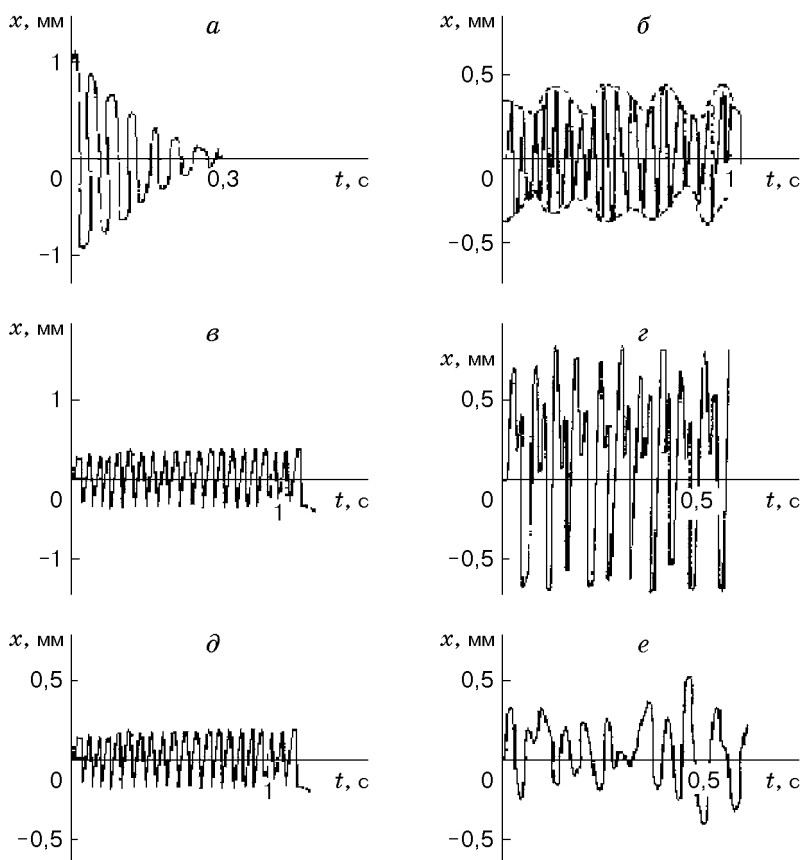 x, мм
а
1
0
0,3
t, с
−1
x, мм
б
0,5
0
1
t, с
−0,5
x, мм
в
1
0
1
t, с
−1
x, мм
г
0,5
0
0,5
t, с
−0,5
x, мм
д
0,5
0
1
t, с
−0,5
x, мм
е
0,5
0
0,5
t, с
−0,5